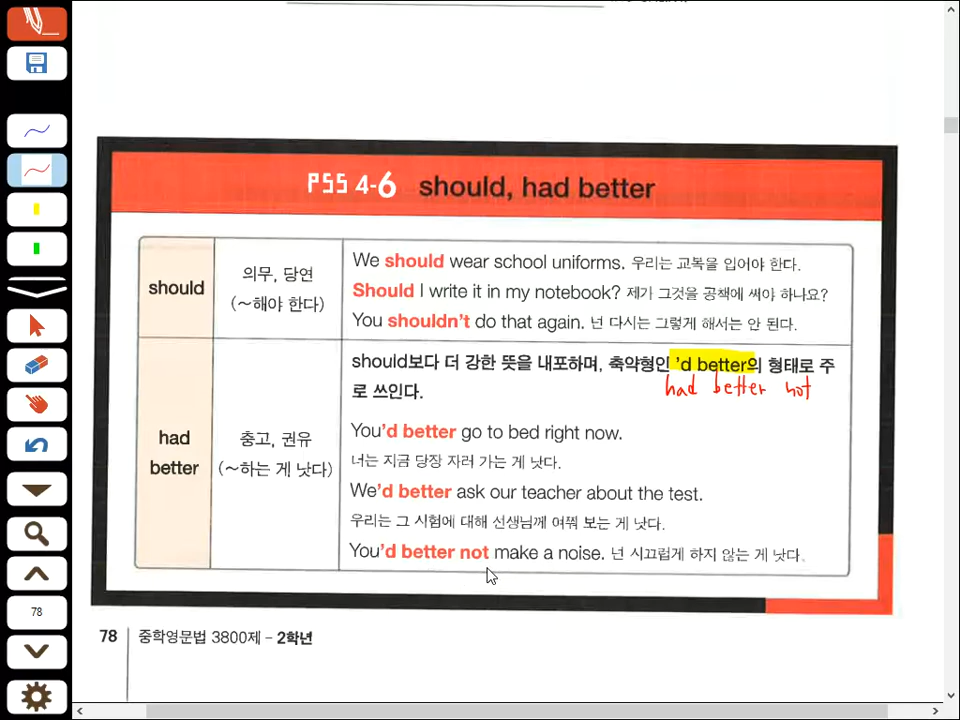 PSS 4-6 should, had better
should
의무, 당연
(～해야 한다)
We should wear school uniforms. 우리는 교복을 입어야 한다.
Should I write it in my notebook? 제가 그것을 공책에 써야 하나요?
You shouldn't do that again. 넌 다시는 그렇게 해서는 안 된다.
had
better
충고, 권유
(～하는 게 낫다)
should보다 더 강한 뜻을 내포하며, 축약형인 'd better의 형태로 주
로 쓰인다.
had better not
You'd better go to bed right now.
너는 지금 당장 자러 가는 게 낫다.
We'd better ask our teacher about the test.
우리는 그 시험에 대해 선생님께 여쭤 보는 게 낫다.
You'd better not make a noise. 넌 시끄럽게 하지 않는 게 낫다.
78
78 중학영문법 3800제 – 2학년